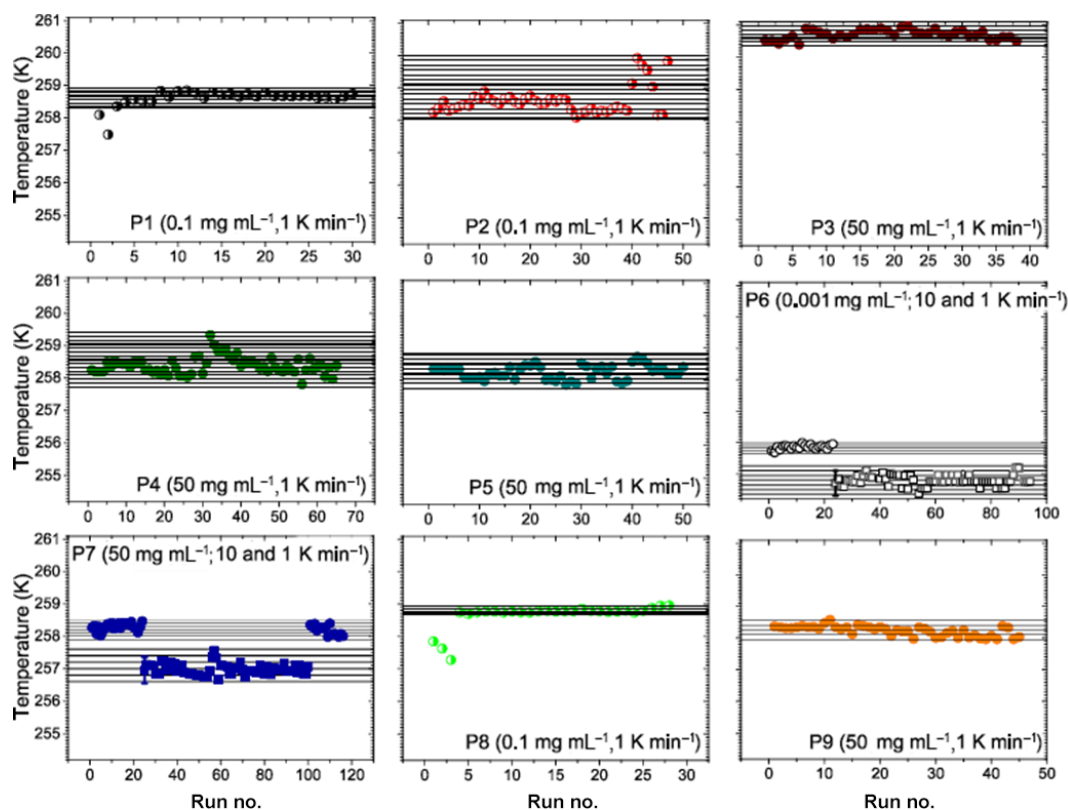 261
260
259
258
257
256
255
Temperature (K)
P1 (0.1 mg mL⁻¹,1 K min⁻¹)
0 5 10 15 20 25 30
P2 (0.1 mg mL⁻¹,1 K min⁻¹)
0 10 20 30 40 50
P3 (50 mg mL⁻¹,1 K min⁻¹)
0 5 10 15 20 25 30 35 40
261
260
259
258
257
256
255
Temperature (K)
P4 (50 mg mL⁻¹,1 K min⁻¹)
0 10 20 30 40 50 60 70
P5 (50 mg mL⁻¹,1 K min⁻¹)
0 10 20 30 40 50
P6 (0.001 mg mL⁻¹; 10 and 1 K min⁻¹)
0 20 40 60 80 100
261
260
259
258
257
256
255
Temperature (K)
P7 (50 mg mL⁻¹; 10 and 1 K min⁻¹)
0 20 40 60 80 100 120
Run no.
P8 (0.1 mg mL⁻¹,1 K min⁻¹)
0 5 10 15 20 25 30
Run no.
P9 (50 mg mL⁻¹,1 K min⁻¹)
0 10 20 30 40 50
Run no.